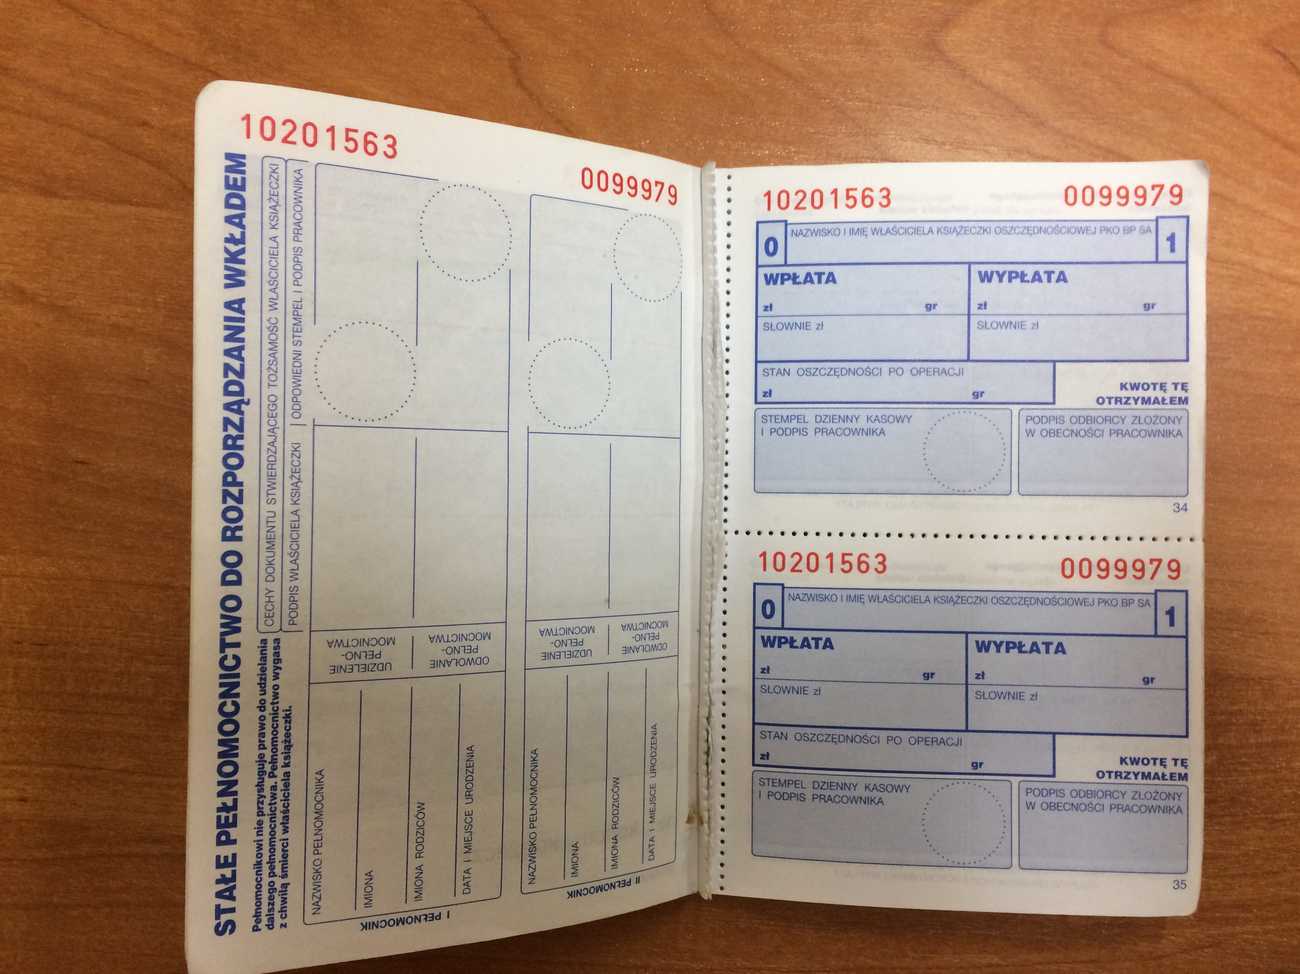 10201563
0099979
STAŁE PEŁNOMOCNICTWO DO ROZPORZĄDZANIA WKŁADEM
Pełnomocnikowi nie przysługuje prawo do udzielania
dalszego pełnomocnictwa. Pełnomocnictwo wygasa
z chwilą śmierci właściciela książeczki.
CECHY DOKUMENTU STWIERDZAJĄCEGO TOŻSAMOŚĆ WŁAŚCICIELA KSIĄŻECZKI
PODPIS WŁAŚCICIELA KSIĄŻECZKI
ODPOWIEDNI STEMPEL I PODPIS PRACOWNIKA
I PEŁNOMOCNIK
NAZWISKO PEŁNOMOCNIKA
IMIONA
IMIONA RODZICÓW
DATA I MIEJSCE URODZENIA
UDZIELENIE
PEŁNO-
MOCNICTWA
ODWOŁANIE
PEŁNO-
MOCNICTWA
II PEŁNOMOCNIK
NAZWISKO PEŁNOMOCNIKA
IMIONA
IMIONA RODZICÓW
DATA I MIEJSCE URODZENIA
UDZIELENIE
PEŁNO-
MOCNICTWA
ODWOŁANIE
PEŁNO-
MOCNICTWA
10201563 0099979
0 NAZWISKO I IMIĘ WŁAŚCICIELA KSIĄŻECZKI OSZCZĘDNOŚCIOWEJ PKO BP SA 1
WPŁATA WYPŁATA
zł gr zł gr
SŁOWNIE zł SŁOWNIE zł
STAN OSZCZĘDNOŚCI PO OPERACJI
zł gr
KWOTĘ TĘ
OTRZYMAŁEM
STEMPEL DZIENNY KASOWY
I PODPIS PRACOWNIKA
PODPIS ODBIORCY ZŁOŻONY
W OBECNOŚCI PRACOWNIKA
34
10201563 0099979
0 NAZWISKO I IMIĘ WŁAŚCICIELA KSIĄŻECZKI OSZCZĘDNOŚCIOWEJ PKO BP SA 1
WPŁATA WYPŁATA
zł gr zł gr
SŁOWNIE zł SŁOWNIE zł
STAN OSZCZĘDNOŚCI PO OPERACJI
zł gr
KWOTĘ TĘ
OTRZYMAŁEM
STEMPEL DZIENNY KASOWY
I PODPIS PRACOWNIKA
PODPIS ODBIORCY ZŁOŻONY
W OBECNOŚCI PRACOWNIKA
35